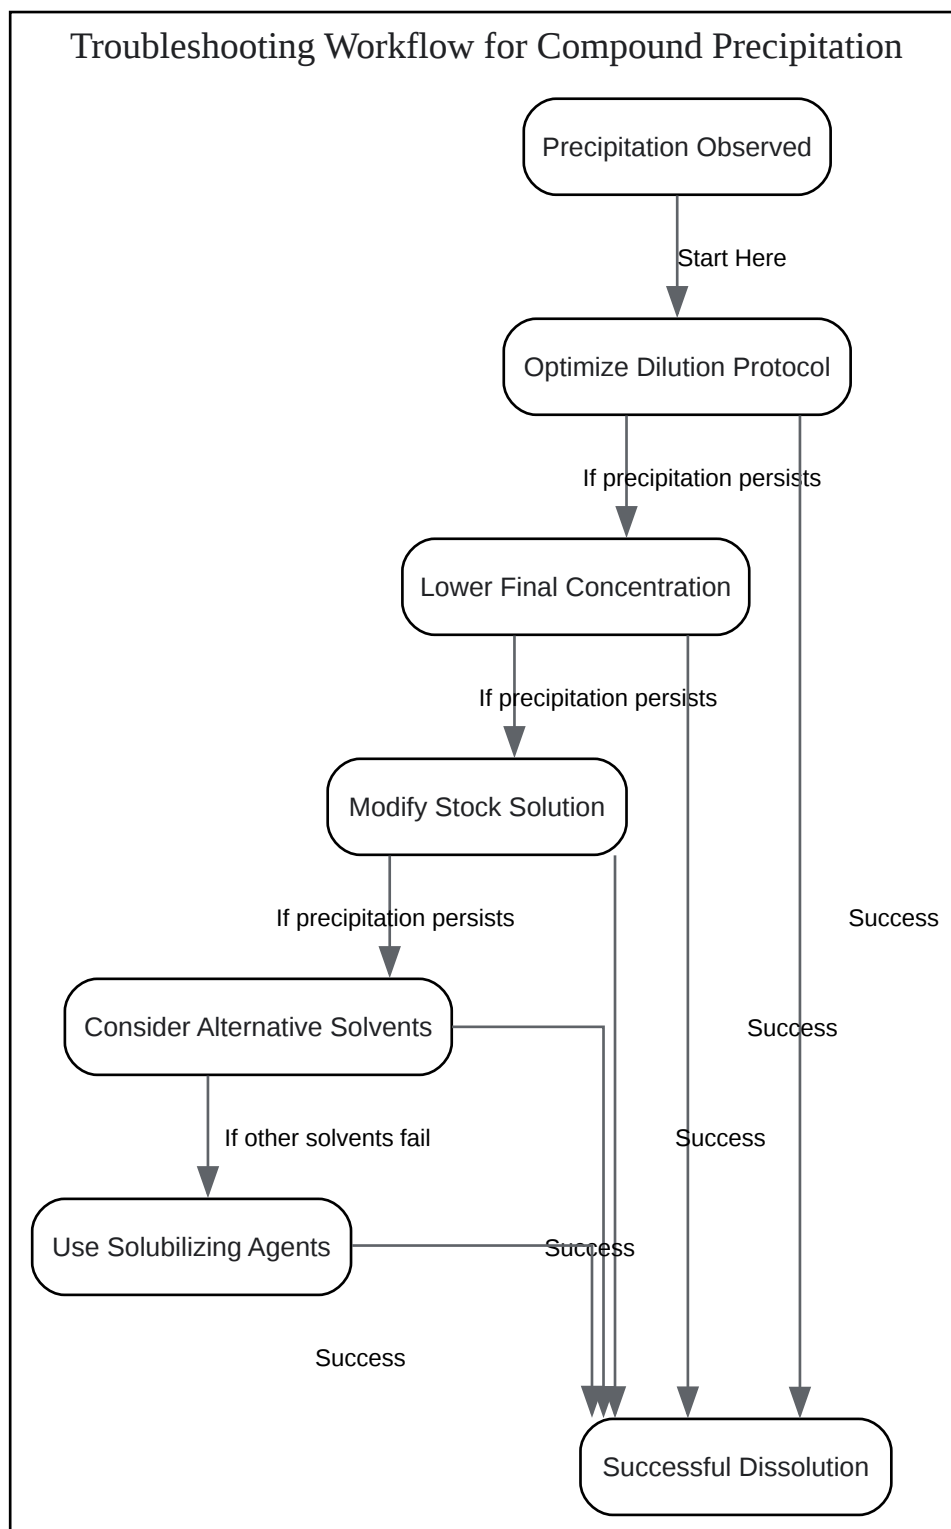 Troubleshooting Workflow for Compound Precipitation
Precipitation Observed
Start Here
Optimize Dilution Protocol
If precipitation persists
Lower Final Concentration
If precipitation persists
Modify Stock Solution
If precipitation persists
Success
Consider Alternative Solvents
Success
If other solvents fail
Success
Use Solubilizing Agents
Success
Success
Successful Dissolution